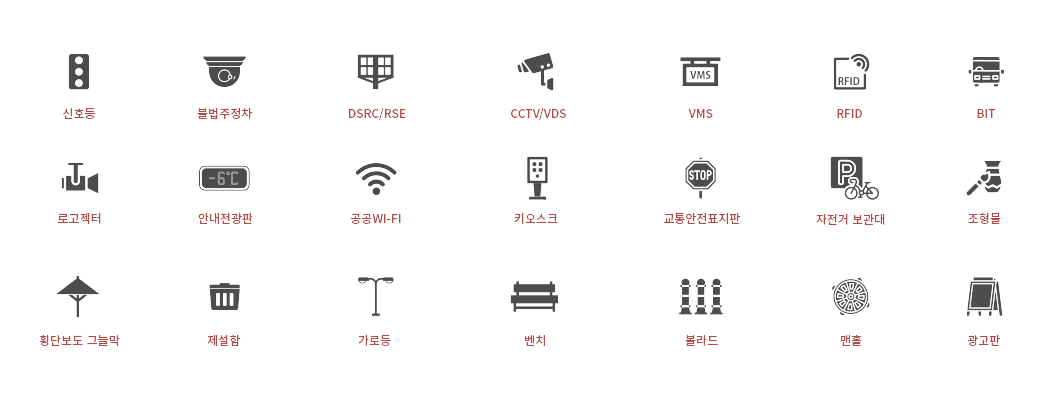 VMS
RFID
신호등
불법주정차
DSRC/RSE
CCTV/VDS
VMS
RFID
BIT
-6℃
P
STOP
로고젝터
안내전광판
공공WI-FI
키오스크
교통안전표지판
자전거 보관대
조형물
횡단보도 그늘막
제설함
가로등
벤치
볼라드
맨홀
광고판